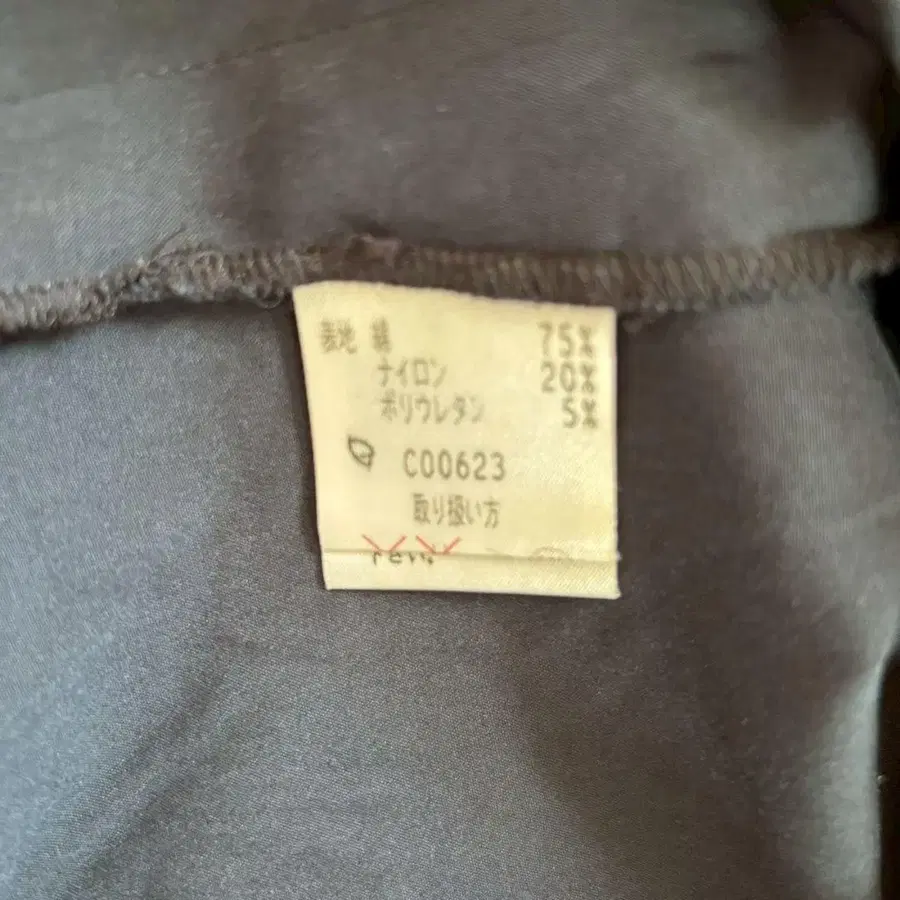 表地 綿 75%
ナイロン 20%
ポリウレタン 5%
C00623
取り扱い方